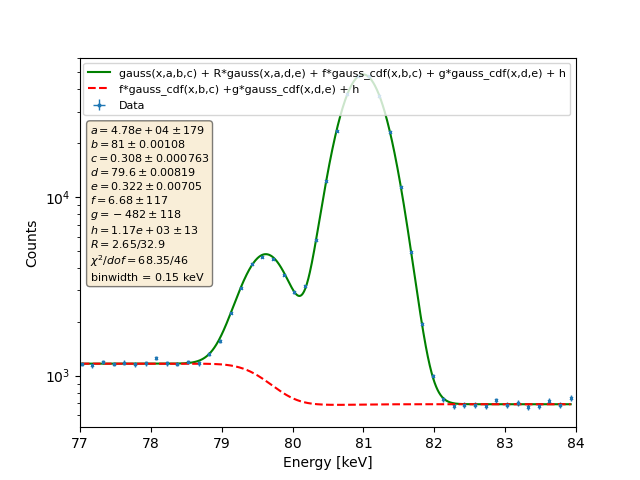 gauss(x,a,b,c) + R*gauss(x,a,d,e) + f*gauss_cdf(x,b,c) + g*gauss_cdf(x,d,e) + h
f*gauss_cdf(x,b,c) +g*gauss_cdf(x,d,e) + h
Data
a = 4.78e + 04 ± 179
b = 81 ± 0.00108
c = 0.308 ± 0.000763
d = 79.6 ± 0.00819
e = 0.322 ± 0.00705
f = 6.68 ± 117
g = − 482 ± 118
h = 1.17e + 03 ± 13
R = 2.65/32.9
χ²/dof = 68.35/46
binwidth = 0.15 keV
10⁴
10³
Counts
77 78 79 80 81 82 83 84
Energy [keV]